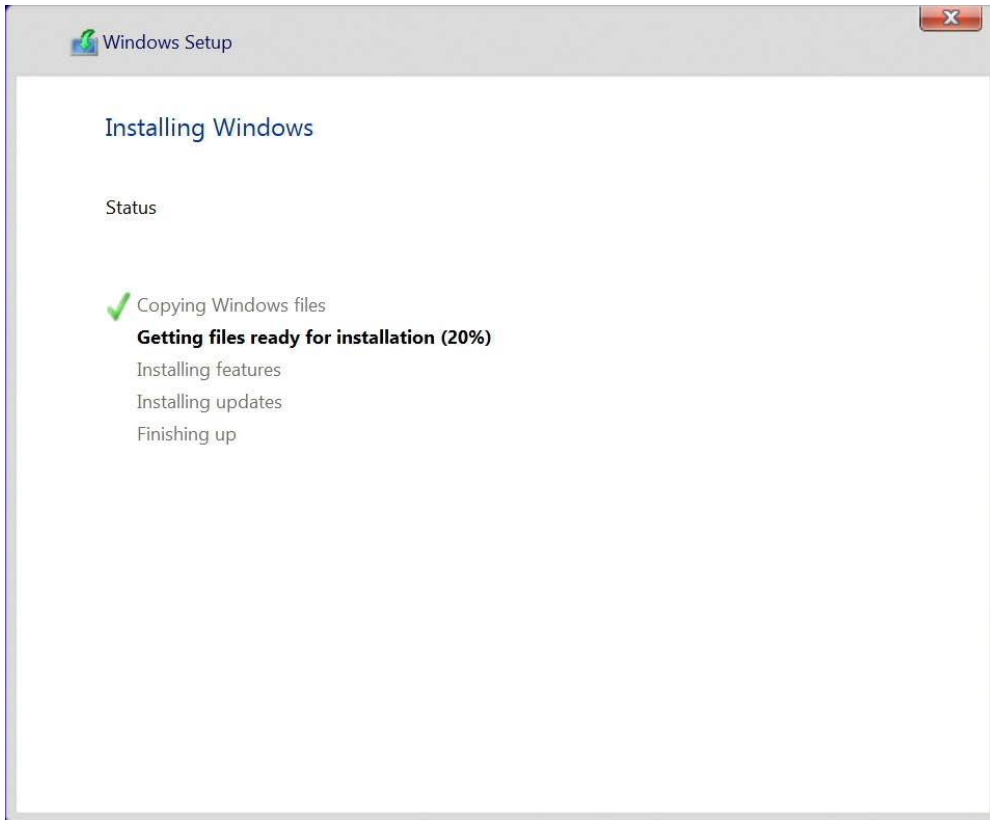 Windows Setup
Installing Windows
Status
Copying Windows files
Getting files ready for installation (20%)
Installing features
Installing updates
Finishing up